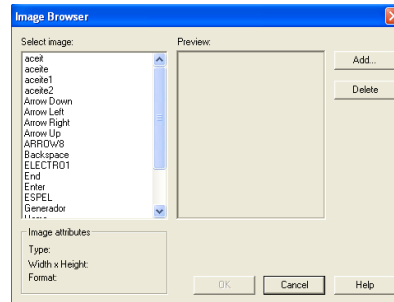 Image Browser
Select image:
Preview:
aceit
aceite
aceite1
aceite2
Arrow Down
Arrow Left
Arrow Right
Arrow Up
ARROW8
Backspace
ELECTRO1
End
Enter
ESPEL
Generador
Add...
Delete
Image attributes
Type:
Width x Height:
Format:
OK
Cancel
Help